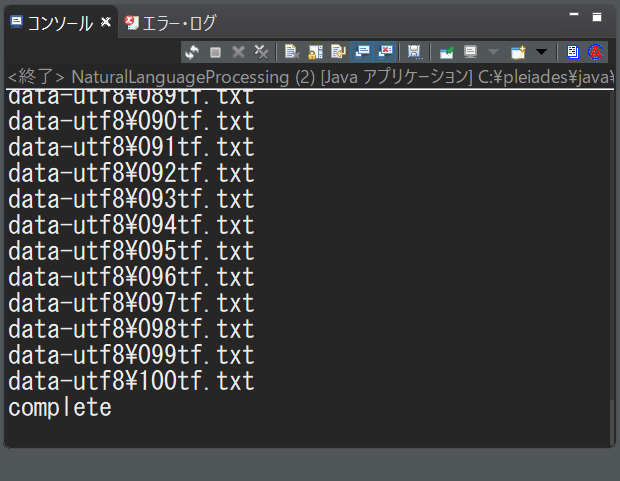 コンソール エラー・ログ
<終了> NaturalLanguageProcessing (2) [Java アプリケーション] C:¥pleiades¥java¥
data-utf8¥089tf.txt
data-utf8¥090tf.txt
data-utf8¥091tf.txt
data-utf8¥092tf.txt
data-utf8¥093tf.txt
data-utf8¥094tf.txt
data-utf8¥095tf.txt
data-utf8¥096tf.txt
data-utf8¥097tf.txt
data-utf8¥098tf.txt
data-utf8¥099tf.txt
data-utf8¥100tf.txt
complete